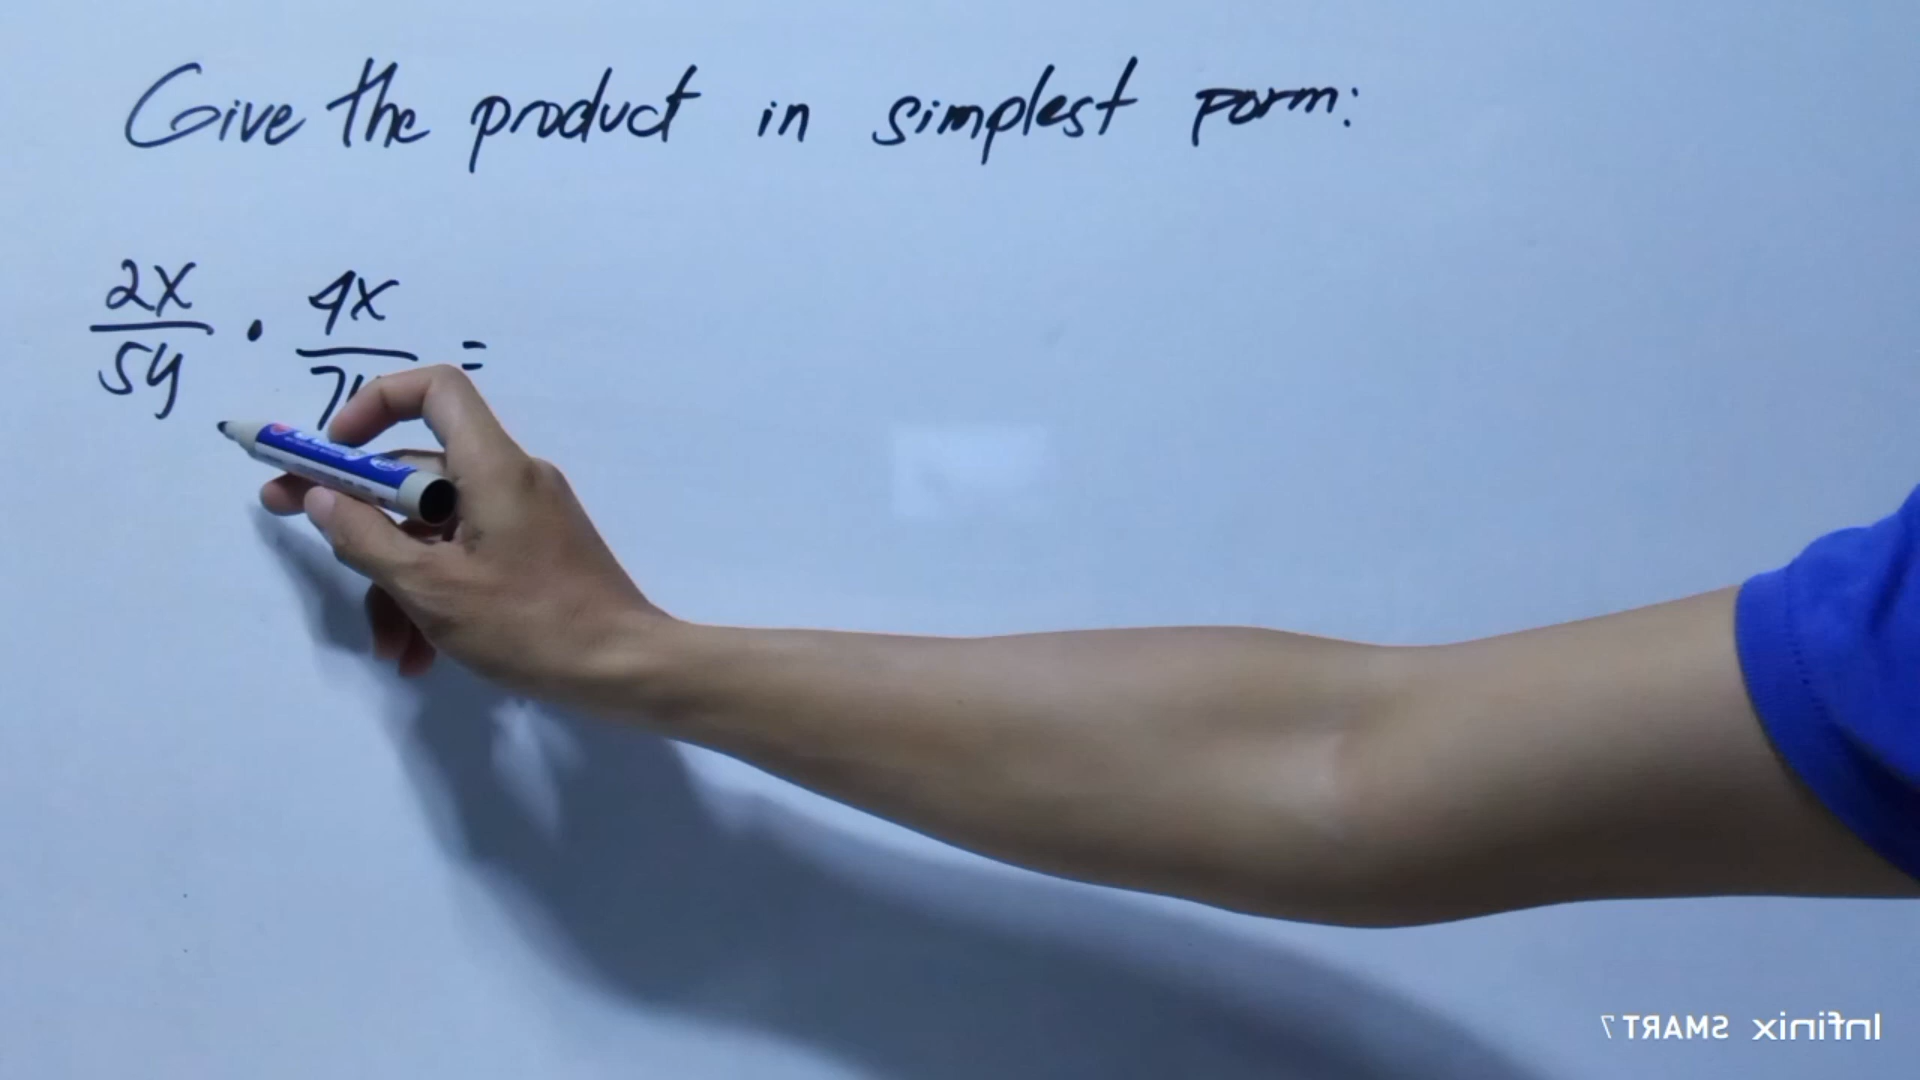 Give the product in simplest form:
2x/5y · 4x/7 =
Infinix SMART 7